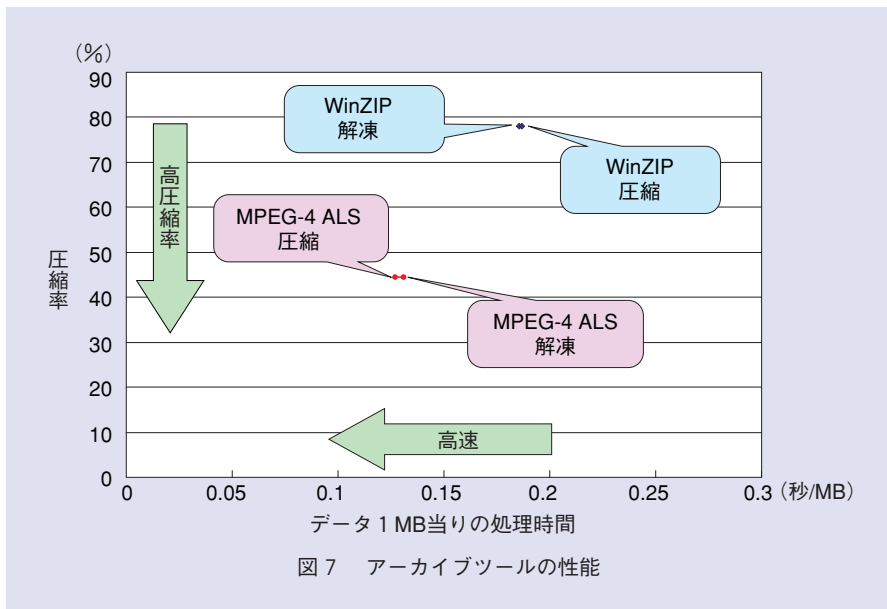 （％）
90
80
70
60
50
40
30
20
10
0
圧縮率
高圧縮率
WinZIP
解凍
WinZIP
圧縮
MPEG-4 ALS
圧縮
MPEG-4 ALS
解凍
高速
0 0.05 0.1 0.15 0.2 0.25 0.3（秒/MB）
データ１MB当りの処理時間
図７ アーカイブツールの性能